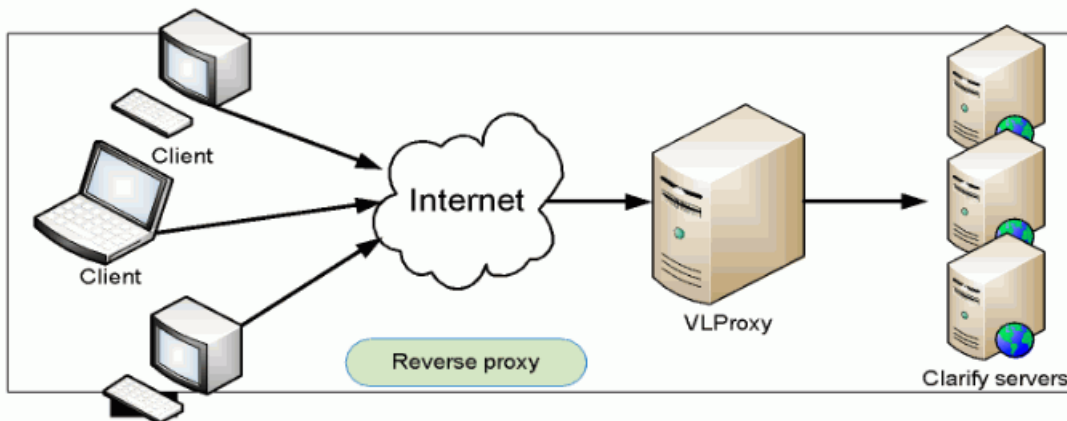 Client
Client
Internet
VLProxy
Reverse proxy
Clarify servers